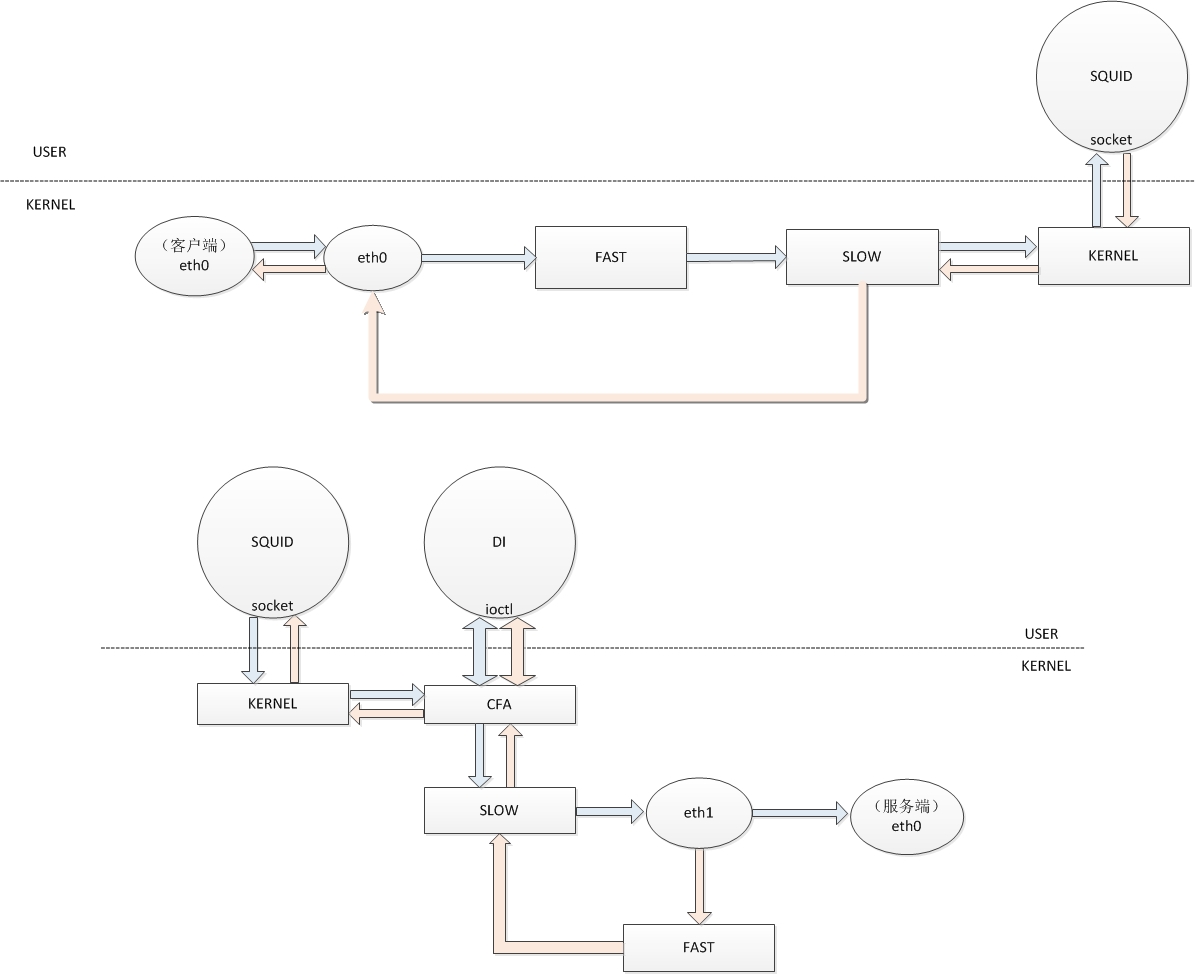 SQUID
socket
USER
KERNEL
（客户端）
eth0
eth0
FAST
SLOW
KERNEL
SQUID
socket
DI
ioctl
USER
KERNEL
KERNEL
CFA
SLOW
eth1
（服务端）
eth0
FAST